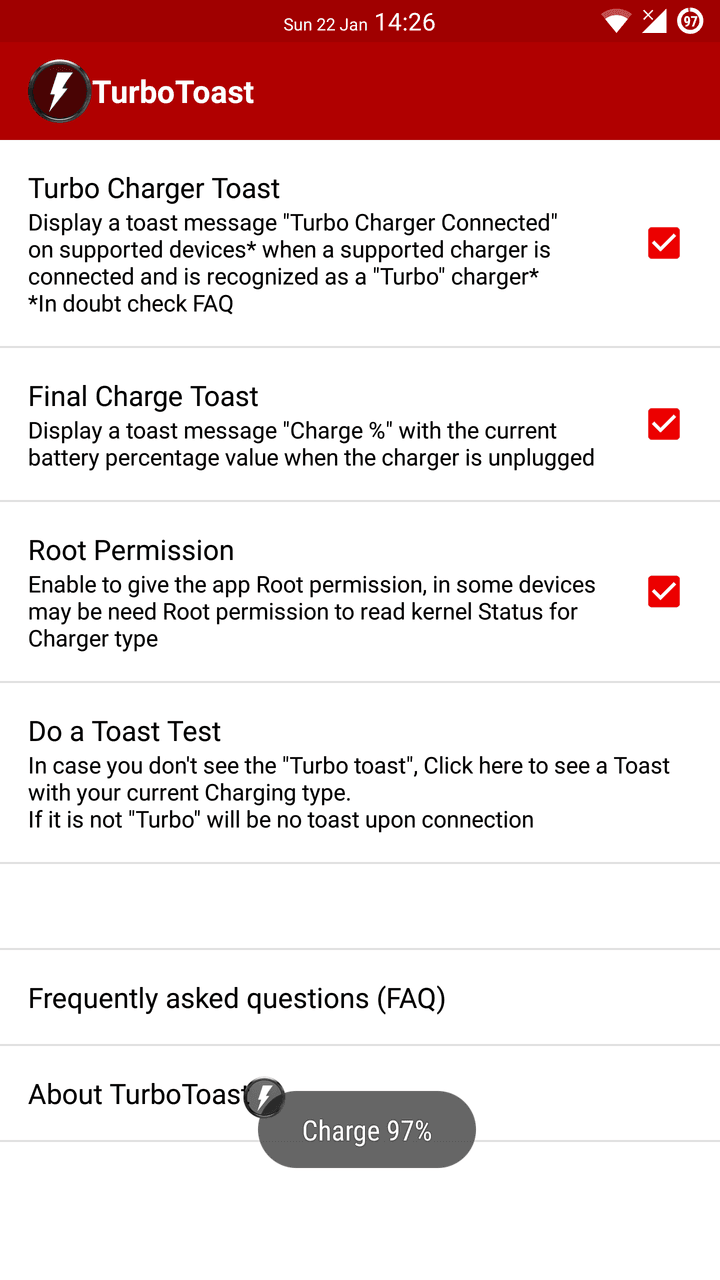 Sun 22 Jan 14:26
97
TurboToast
Turbo Charger Toast
Display a toast message "Turbo Charger Connected"
on supported devices* when a supported charger is
connected and is recognized as a "Turbo" charger*
*In doubt check FAQ
Final Charge Toast
Display a toast message "Charge %" with the current
battery percentage value when the charger is unplugged
Root Permission
Enable to give the app Root permission, in some devices
may be need Root permission to read kernel Status for
Charger type
Do a Toast Test
In case you don't see the "Turbo toast", Click here to see a Toast
with your current Charging type.
If it is not "Turbo" will be no toast upon connection
Frequently asked questions (FAQ)
About TurboToast
Charge 97%